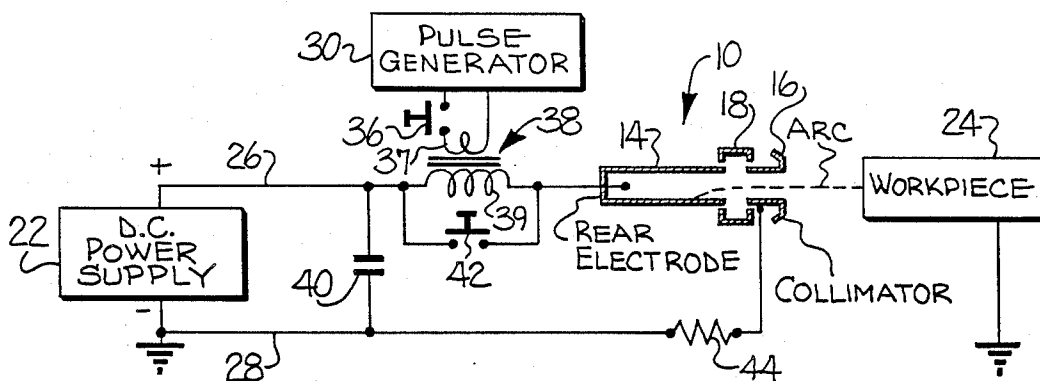 30
PULSE
GENERATOR
10
36
37
38
14
18
16
ARC
24
WORKPIECE
+
26
39
22
D.C.
POWER
SUPPLY
-
40
42
REAR
ELECTRODE
COLLIMATOR
28
44